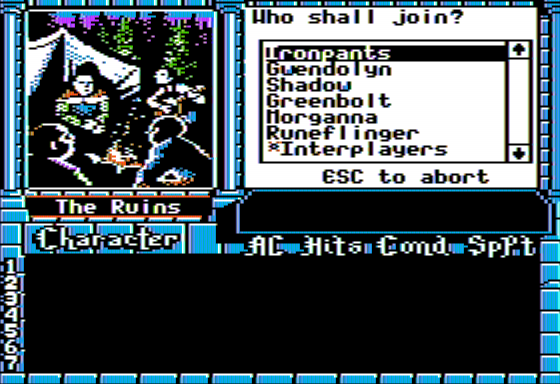 Who shall join?
Ironpants
Gwendolyn
Shadow
Greenbolt
Morganna
Runeflinger
*Interplayers
ESC to abort
The Ruins
Character AC Hits Cond SpPt
1
2
3
4
5
6
7